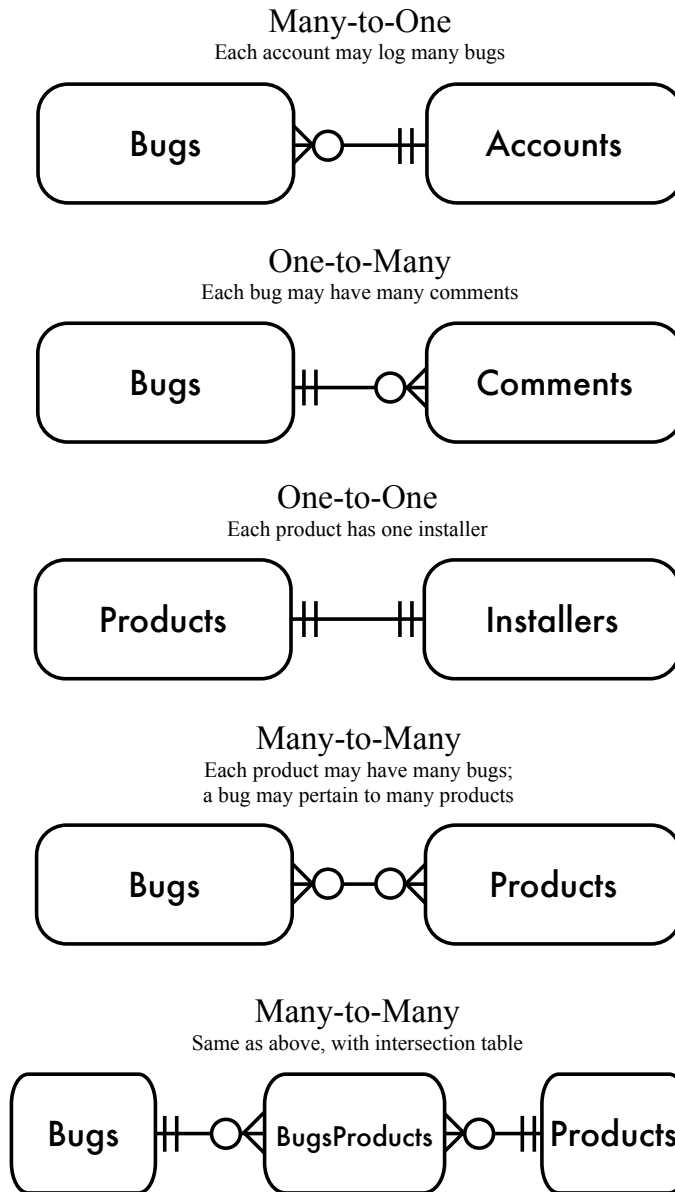 Many-to-One
Each account may log many bugs
Bugs
Accounts
One-to-Many
Each bug may have many comments
Bugs
Comments
One-to-One
Each product has one installer
Products
Installers
Many-to-Many
Each product may have many bugs;
a bug may pertain to many products
Bugs
Products
Many-to-Many
Same as above, with intersection table
Bugs
BugsProducts
Products